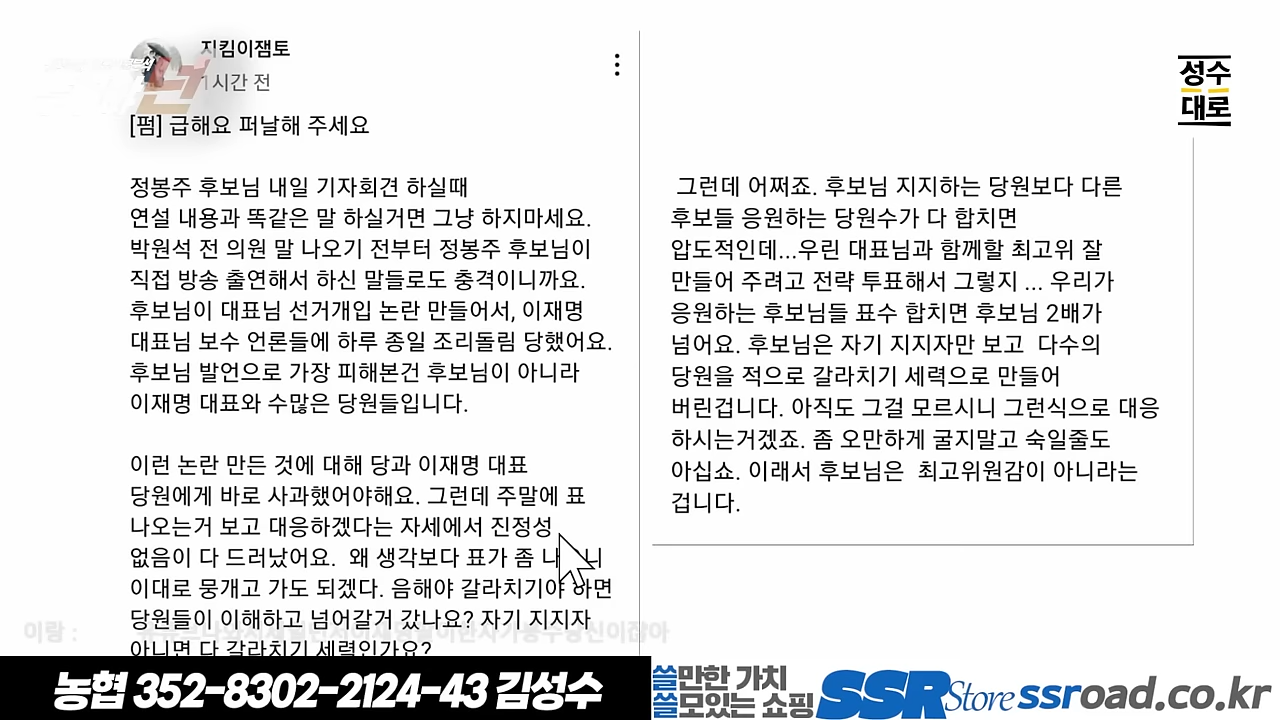 지킴이잼토
1시간 전
[펌] 급해요 퍼날해 주세요
정봉주 후보님 내일 기자회견 하실때
연설 내용과 똑같은 말 하실거면 그냥 하지마세요.
박원석 전 의원 말 나오기 전부터 정봉주 후보님이
직접 방송 출연해서 하신 말들로도 충격이니까요.
후보님이 대표님 선거개입 논란 만들어서, 이재명
대표님 보수 언론들에 하루 종일 조리돌림 당했어요.
후보님 발언으로 가장 피해본건 후보님이 아니라
이재명 대표와 수많은 당원들입니다.
이런 논란 만든 것에 대해 당과 이재명 대표
당원에게 바로 사과했어야해요. 그런데 주말에 표
나오는거 보고 대응하겠다는 자세에서 진정성
없음이 다 드러났어요. 왜 생각보다 표가 좀
이대로 뭉개고 가도 되겠다. 음해야 갈라치기야 하면
당원들이 이해하고 넘어갈거 같나요? 자기 지지자
아니면 다 갈라치기 세력인가요?
그런데 어쩌죠. 후보님 지지하는 당원보다 다른
후보들 응원하는 당원수가 다 합치면
압도적인데...우린 대표님과 함께할 최고위 잘
만들어 주려고 전략 투표해서 그렇지 ... 우리가
응원하는 후보님들 표수 합치면 후보님 2배가
넘어요. 후보님은 자기 지지자만 보고 다수의
당원을 적으로 갈라치기 세력으로 만들어
버린겁니다. 아직도 그걸 모르시니 그런식으로 대응
하시는거겠죠. 좀 오만하게 굴지말고 숙일줄도
아십쇼. 이래서 후보님은 최고위원감이 아니라는
겁니다.
성수
대로
이랑 :
농협 352-8302-2124-43 김성수
쓸만한 가치
쓸모있는 쇼핑
SSR Store ssroad.co.kr